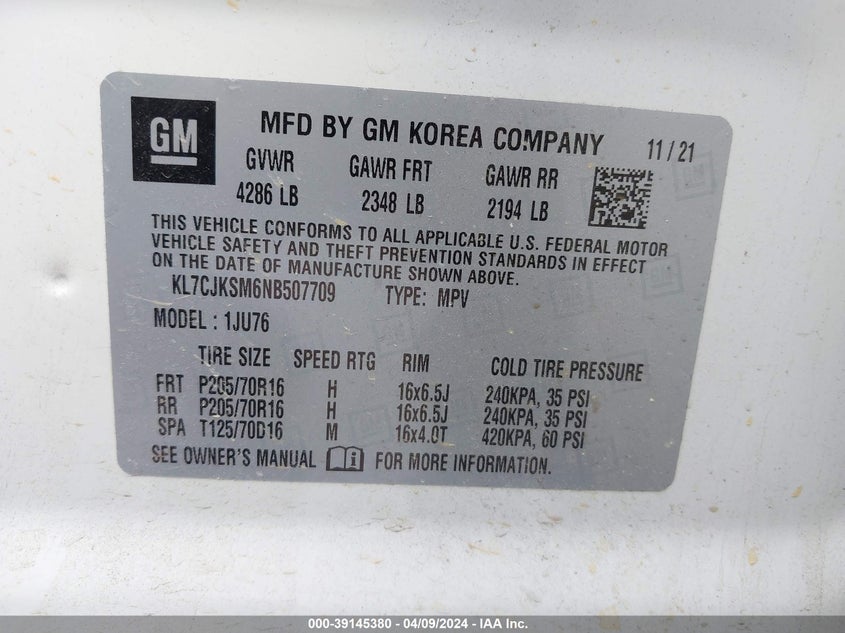 GM
MFD BY GM KOREA COMPANY 11/21
GVWR GAWR FRT GAWR RR
4286 LB 2348 LB 2194 LB
THIS VEHICLE CONFORMS TO ALL APPLICABLE U.S. FEDERAL MOTOR
VEHICLE SAFETY AND THEFT PREVENTION STANDARDS IN EFFECT
ON THE DATE OF MANUFACTURE SHOWN ABOVE.
KL7CJKSM6NB507709 TYPE: MPV
MODEL : 1JU76
TIRE SIZE SPEED RTG RIM COLD TIRE PRESSURE
FRT P205/70R16 H 16x6.5J 240KPA, 35 PSI
RR P205/70R16 H 16x6.5J 240KPA, 35 PSI
SPA T125/70D16 M 16x4.0T 420KPA, 60 PSI
SEE OWNER'S MANUAL FOR MORE INFORMATION.
000-39145380 - 04/09/2024 - IAA Inc.